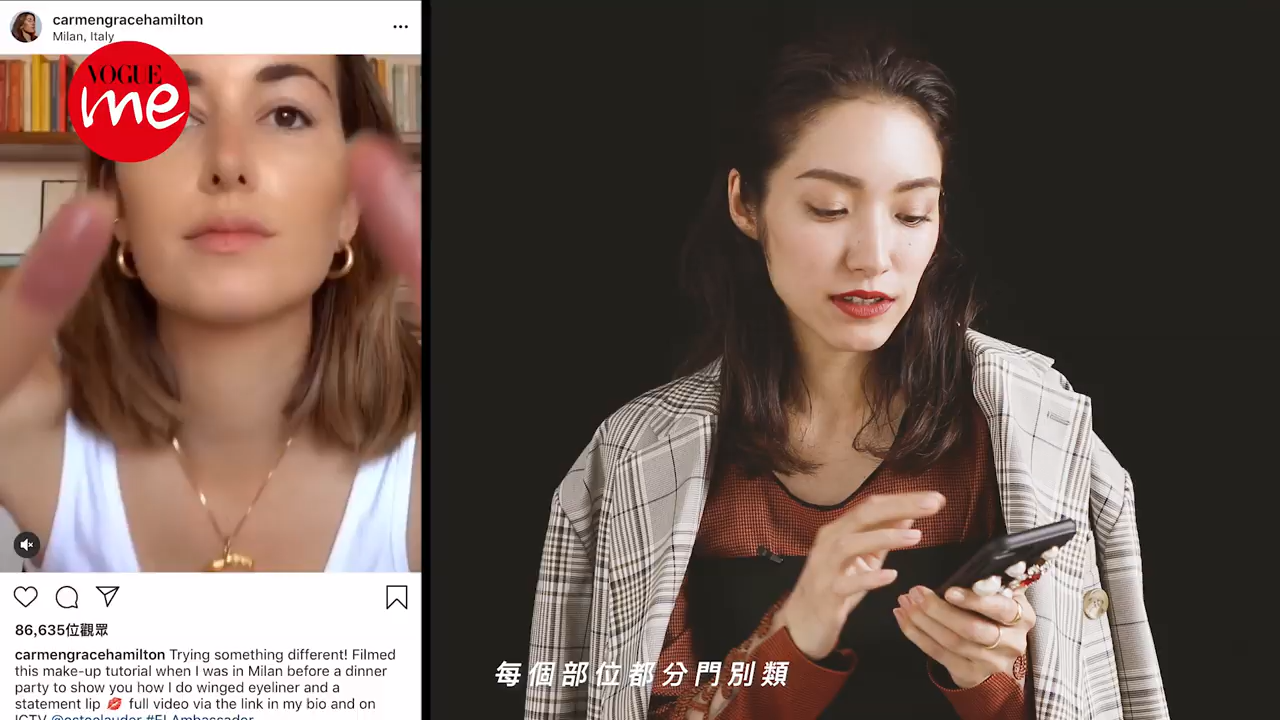 carmengracehamilton
Milan, Italy
VOGUE
me
86,635位觀眾
carmengracehamilton Trying something different! Filmed
this make-up tutorial when I was in Milan before a dinner
party to show you how I do winged eyeliner and a
statement lip 💋 full video via the link in my bio and on
IGTV @esteelauder #ELAmbassador
每個部位都分門別類